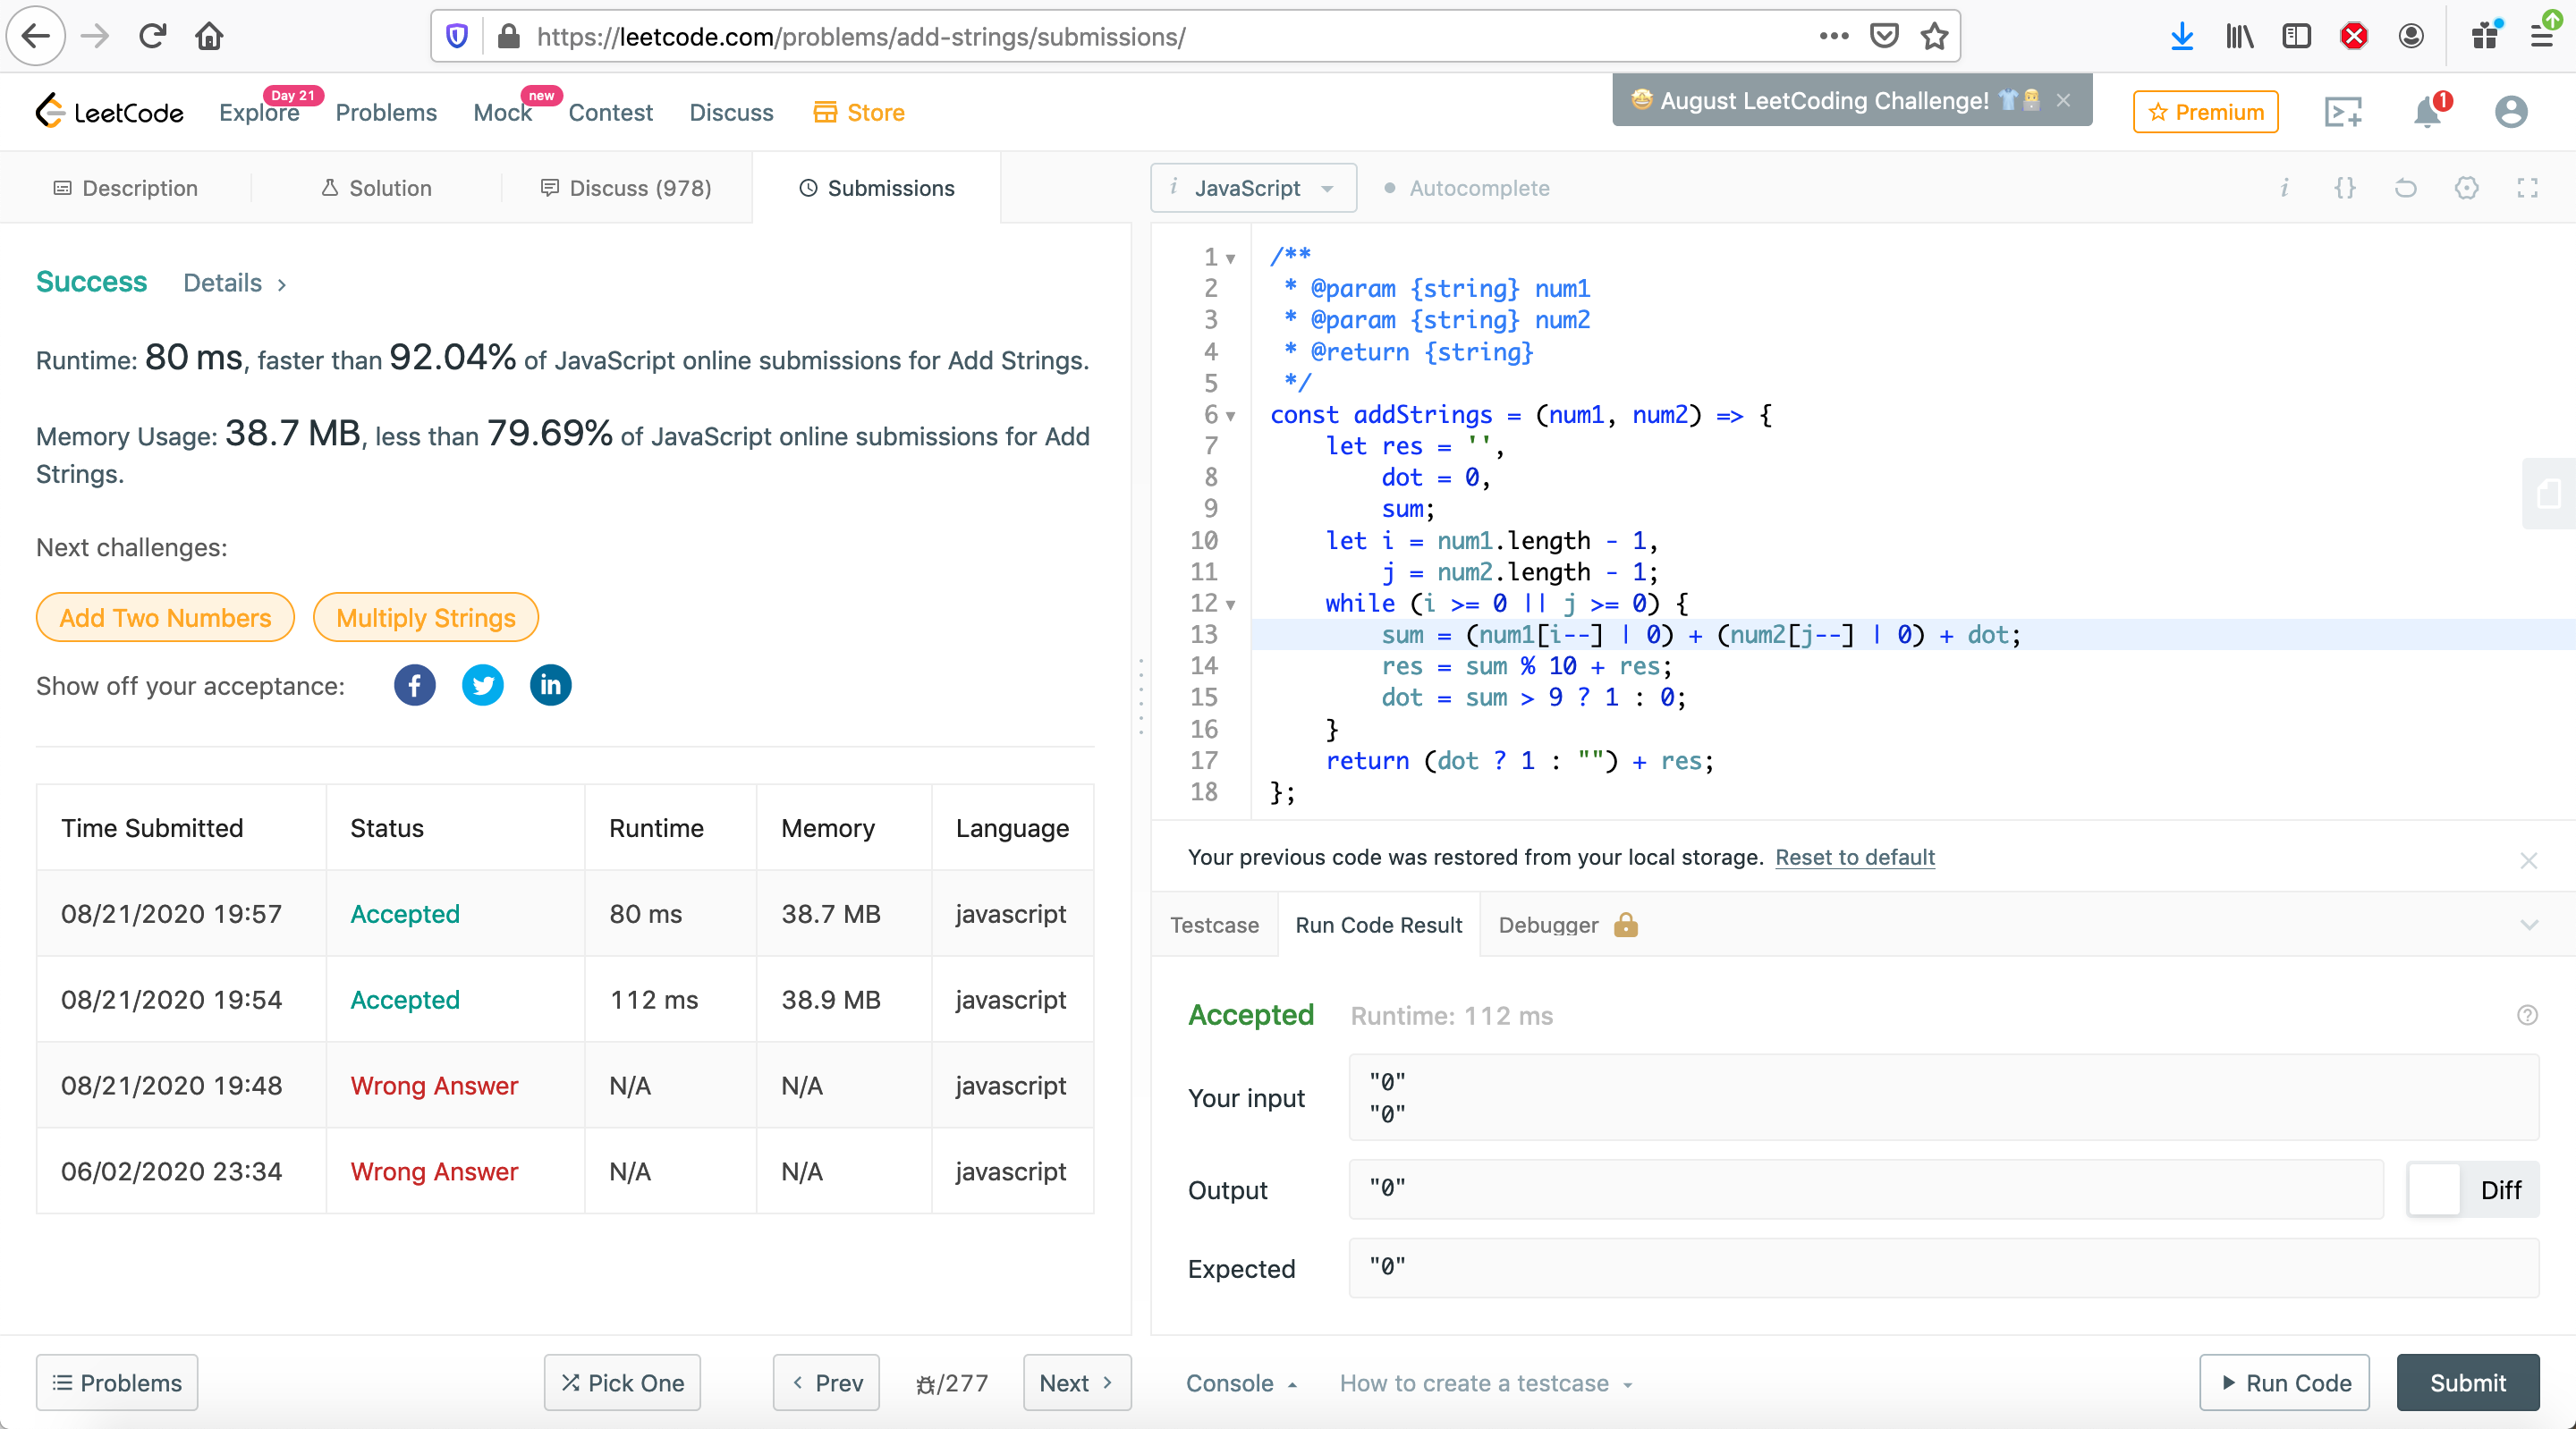 https://leetcode.com/problems/add-strings/submissions/
LeetCode
Explore
Day 21
Problems
Mock
new
Contest
Discuss
Store
🤩 August LeetCoding Challenge! 👕
Premium
1
Description
Solution
Discuss (978)
Submissions
i JavaScript
Autocomplete
i {}
Success Details >
Runtime: 80 ms, faster than 92.04% of JavaScript online submissions for Add Strings.
Memory Usage: 38.7 MB, less than 79.69% of JavaScript online submissions for Add
Strings.
Next challenges:
Add Two Numbers
Multiply Strings
Show off your acceptance:
f
in
Time Submitted Status Runtime Memory Language
08/21/2020 19:57 Accepted 80 ms 38.7 MB javascript
08/21/2020 19:54 Accepted 112 ms 38.9 MB javascript
08/21/2020 19:48 Wrong Answer N/A N/A javascript
06/02/2020 23:34 Wrong Answer N/A N/A javascript
1 /**
2 * @param {string} num1
3 * @param {string} num2
4 * @return {string}
5 */
6 const addStrings = (num1, num2) => {
7 let res = '',
8 dot = 0,
9 sum;
10 let i = num1.length - 1,
11 j = num2.length - 1;
12 while (i >= 0 || j >= 0) {
13 sum = (num1[i--] | 0) + (num2[j--] | 0) + dot;
14 res = sum % 10 + res;
15 dot = sum > 9 ? 1 : 0;
16 }
17 return (dot ? 1 : "") + res;
18 };
Your previous code was restored from your local storage. Reset to default
Testcase
Run Code Result
Debugger
Accepted Runtime: 112 ms
Your input
"0"
"0"
Output
"0"
Diff
Expected
"0"
Problems
Pick One
< Prev
/277
Next >
Console
How to create a testcase
Run Code
Submit